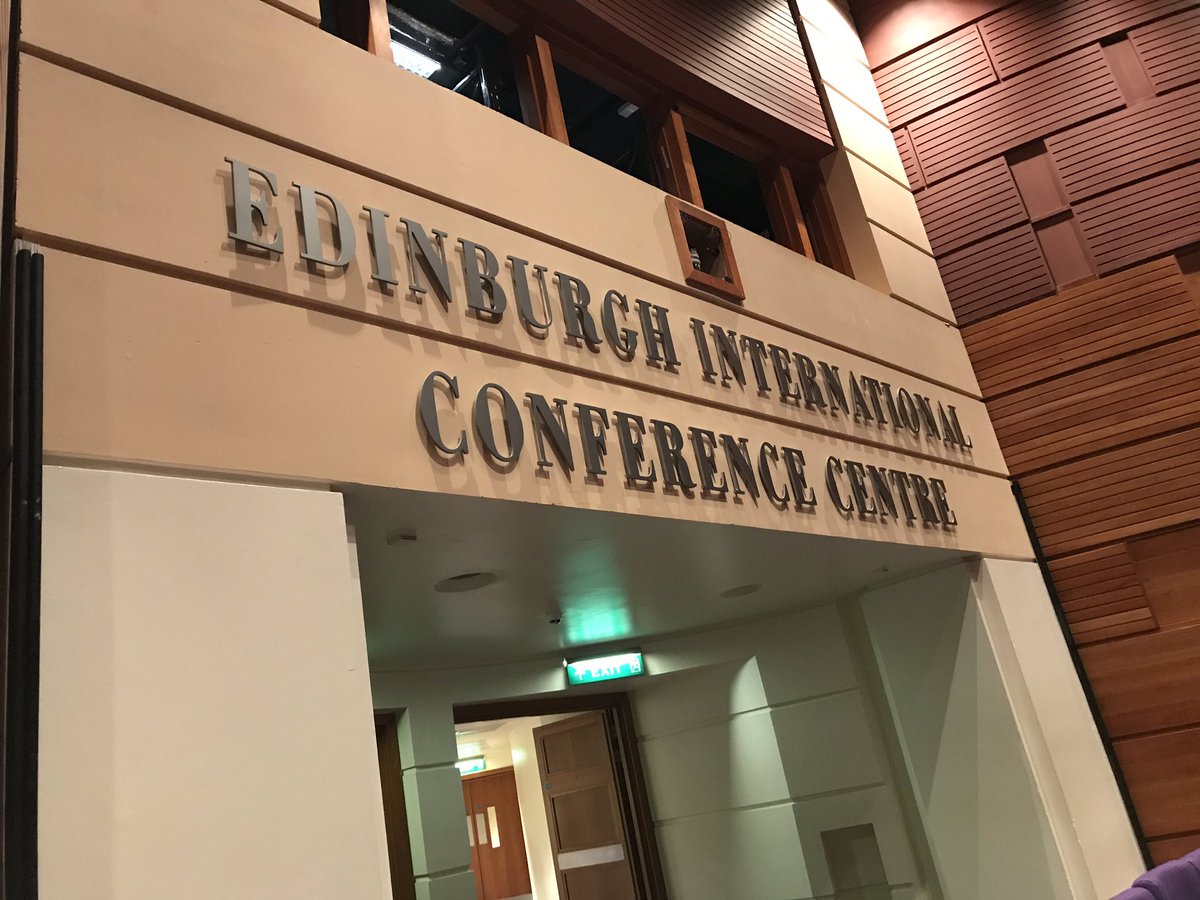 EDINBURGH INTERNATIONAL
CONFERENCE CENTRE
EXIT